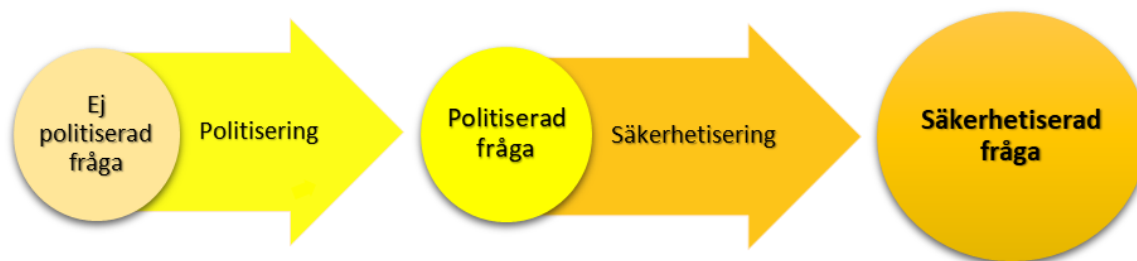 Ej
politiserad
fråga
Politisering
Politiserad
fråga
Säkerhetisering
Säkerhetiserad
fråga